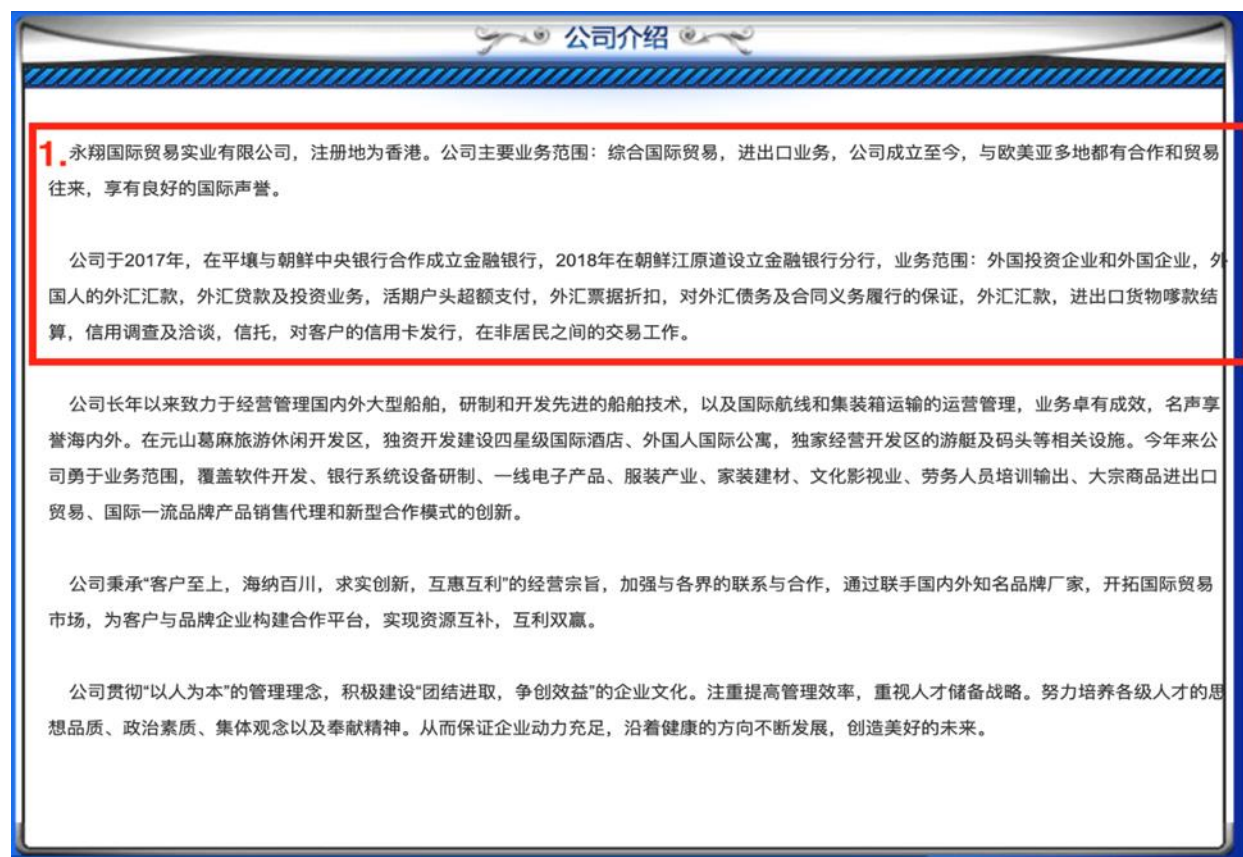 公司介绍
1.
永翔国际贸易实业有限公司，注册地为香港。公司主要业务范围：综合国际贸易，进出口业务，公司成立至今，与欧美亚多地都有合作和贸易
往来，享有良好的国际声誉。
公司于2017年，在平壤与朝鲜中央银行合作成立金融银行，2018年在朝鲜江原道设立金融银行分行，业务范围：外国投资企业和外国企业，外
国人的外汇汇款，外汇贷款及投资业务，活期户头超额支付，外汇票据折扣，对外汇债务及合同义务履行的保证，外汇汇款，进出口货物嗲款结
算，信用调查及洽谈，信托，对客户的信用卡发行，在非居民之间的交易工作。
公司长年以来致力于经营管理国内外大型船舶，研制和开发先进的船舶技术，以及国际航线和集装箱运输的运营管理，业务卓有成效，名声享
誉海内外。在元山葛麻旅游休闲开发区，独资开发建设四星级国际酒店、外国人国际公寓，独家经营开发区的游艇及码头等相关设施。今年来公
司勇于业务范围，覆盖软件开发、银行系统设备研制、一线电子产品、服装产业、家装建材、文化影视业、劳务人员培训输出、大宗商品进出口
贸易、国际一流品牌产品销售代理和新型合作模式的创新。
公司秉承“客户至上，海纳百川，求实创新，互惠互利”的经营宗旨，加强与各界的联系与合作，通过联手国内外知名品牌厂家，开拓国际贸易
市场，为客户与品牌企业构建合作平台，实现资源互补，互利双赢。
公司贯彻“以人为本”的管理理念，积极建设“团结进取，争创效益”的企业文化。注重提高管理效率，重视人才储备战略。努力培养各级人才的思
想品质、政治素质、集体观念以及奉献精神。从而保证企业动力充足，沿着健康的方向不断发展，创造美好的未来。